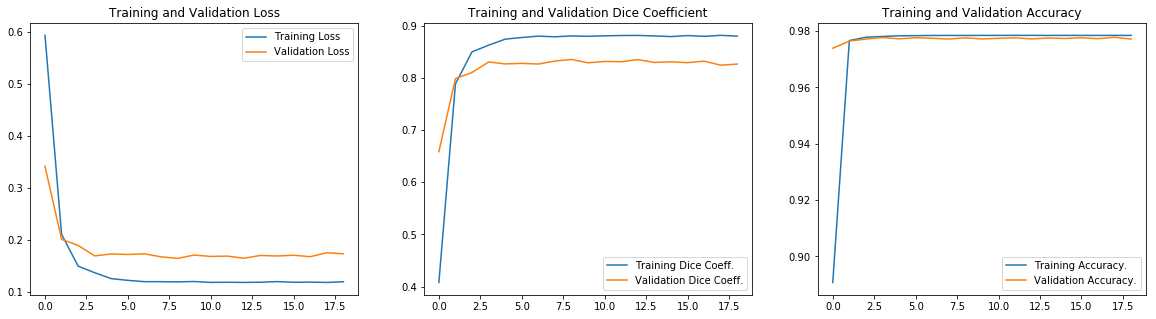 Training and Validation Loss
0.6
0.5
0.4
0.3
0.2
0.1
0.0 2.5 5.0 7.5 10.0 12.5 15.0 17.5
Training Loss
Validation Loss
Training and Validation Dice Coefficient
0.9
0.8
0.7
0.6
0.5
0.4
0.0 2.5 5.0 7.5 10.0 12.5 15.0 17.5
Training Dice Coeff.
Validation Dice Coeff.
Training and Validation Accuracy
0.98
0.96
0.94
0.92
0.90
0.0 2.5 5.0 7.5 10.0 12.5 15.0 17.5
Training Accuracy.
Validation Accuracy.